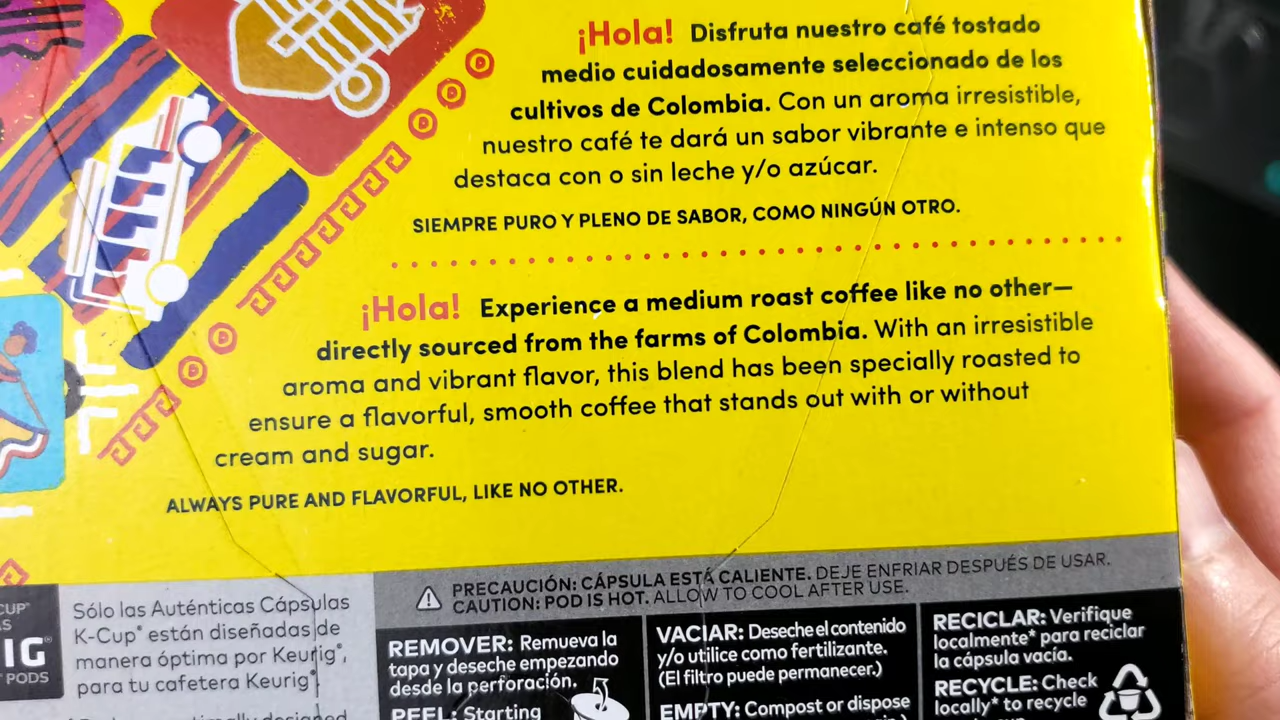 ¡Hola! Disfruta nuestro café tostado
medio cuidadosamente seleccionado de los
cultivos de Colombia. Con un aroma irresistible,
nuestro café te dará un sabor vibrante e intenso que
destaca con o sin leche y/o azúcar.
SIEMPRE PURO Y PLENO DE SABOR, COMO NINGÚN OTRO.
¡Hola! Experience a medium roast coffee like no other—
directly sourced from the farms of Colombia. With an irresistible
aroma and vibrant flavor, this blend has been specially roasted to
ensure a flavorful, smooth coffee that stands out with or without
cream and sugar.
ALWAYS PURE AND FLAVORFUL, LIKE NO OTHER.
PRECAUCIÓN: CÁPSULA ESTÁ CALIENTE. DEJE ENFRIAR DESPUÉS DE USAR.
CAUTION: POD IS HOT. ALLOW TO COOL AFTER USE.
CUP®
IG®
PODS
Sólo las Auténticas Cápsulas
K-Cup® están diseñadas de
manera óptima por Keurig®,
para tu cafetera Keurig®.
REMOVER: Remueva la
tapa y deseche empezando
desde la perforación.
PEEL: Starting
VACIAR: Deseche el contenido
y/o utilice como fertilizante.
(El filtro puede permanecer.)
EMPTY: Compost or dispose
RECICLAR: Verifique
localmente* para reciclar
la cápsula vacía.
RECYCLE: Check
locally* to recycle